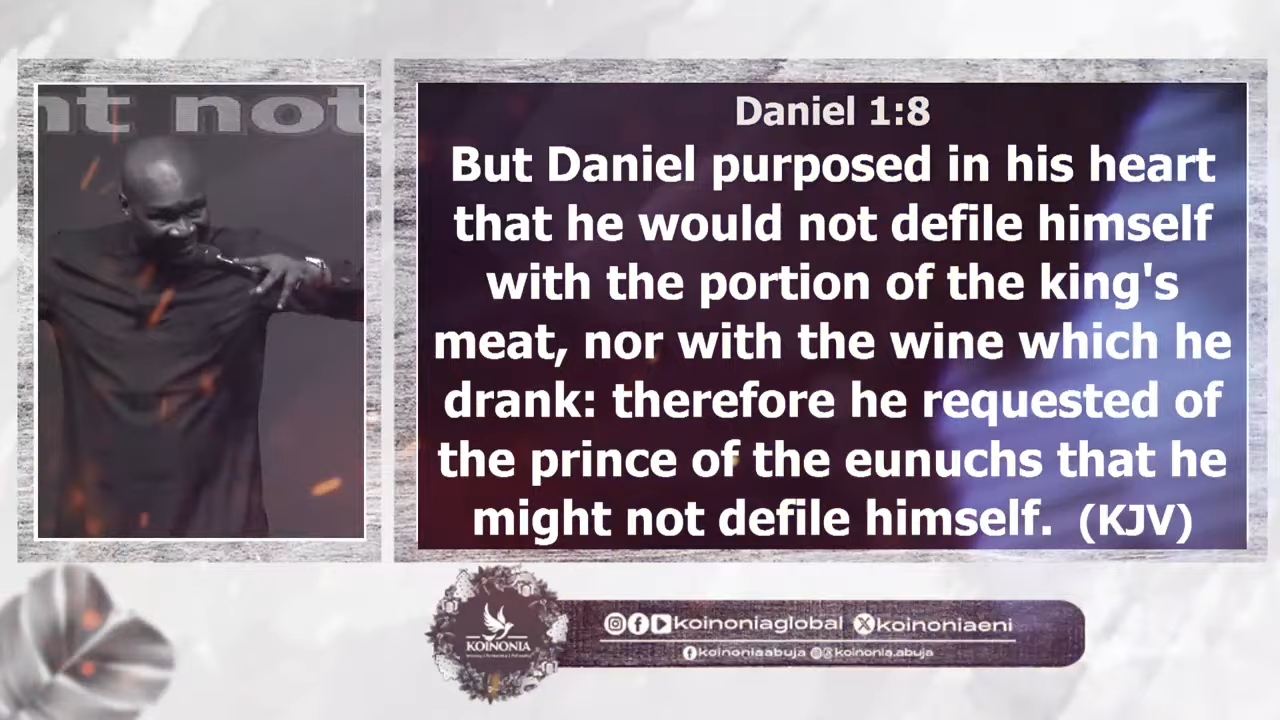 nt not
Daniel 1:8
But Daniel purposed in his heart
that he would not defile himself
with the portion of the king's
meat, nor with the wine which he
drank: therefore he requested of
the prince of the eunuchs that he
might not defile himself. (KJV)
KOINONIA
koinoniaglobal Xkoinoniaeni
koinoniaabuja koinonia.abuja